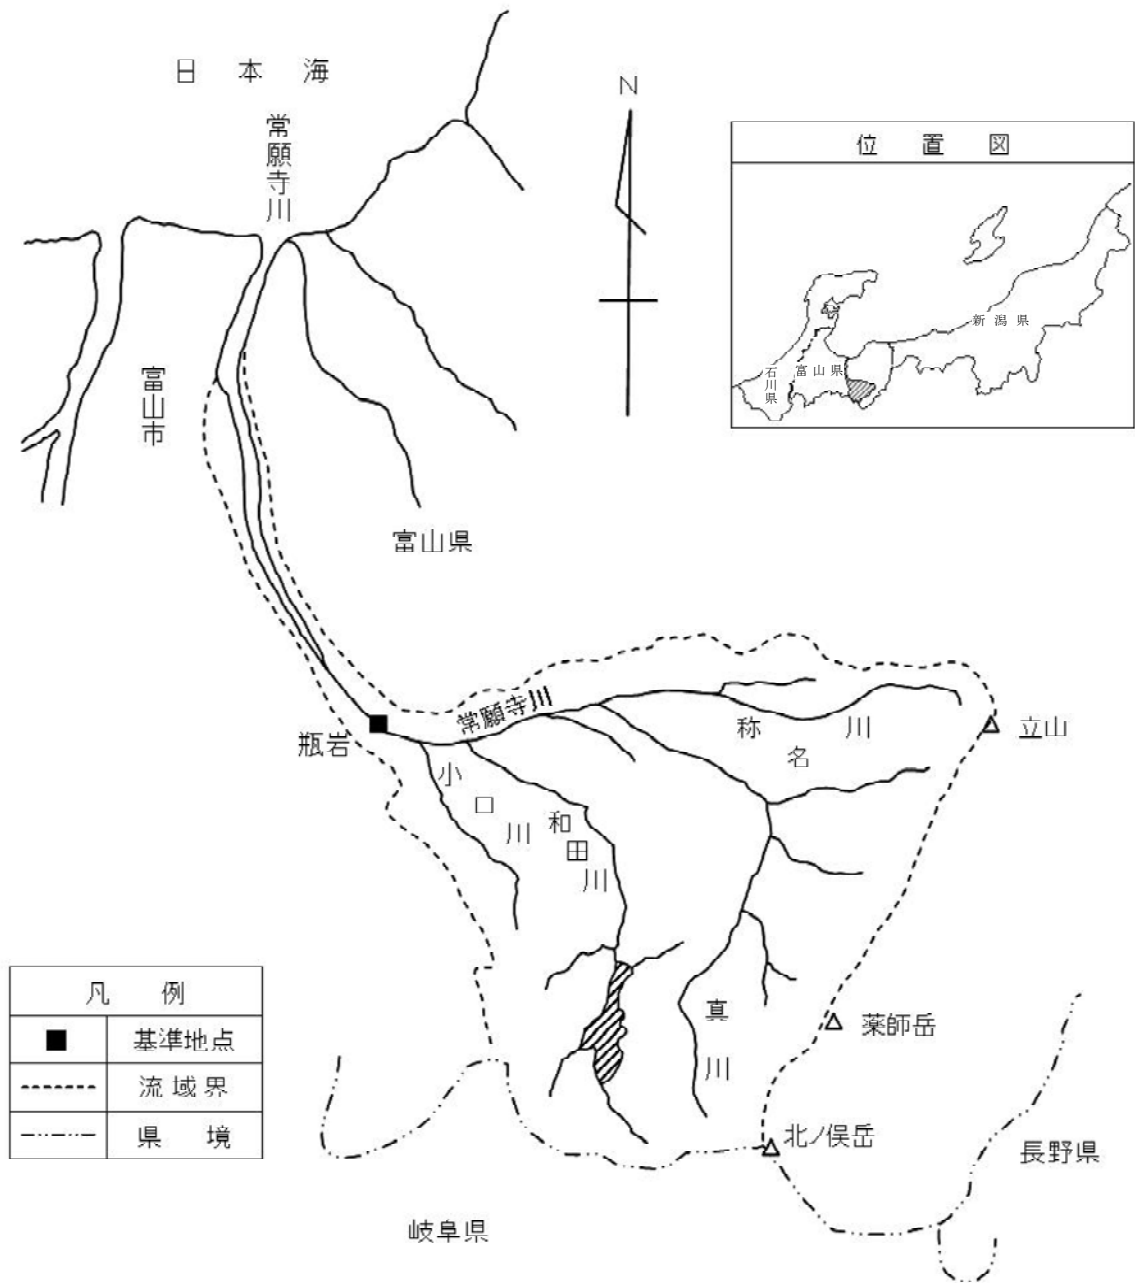 日本海
常願寺川
N
位置図
新潟県
富山県
石川県
富山市
富山県
常願寺川
称名川
立山
瓶岩
小口川
和田川
真川
薬師岳
凡例
基準地点
流域界
県境
北ノ俣岳
長野県
岐阜県